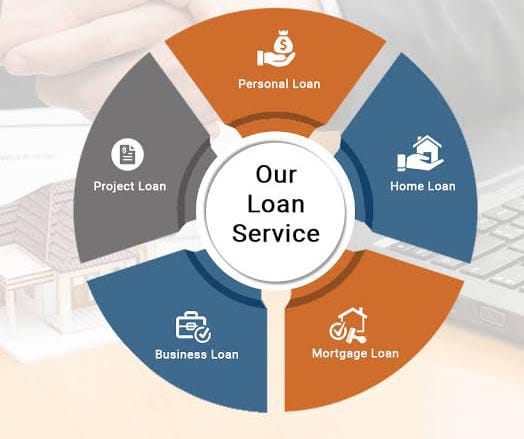 Personal Loan
Project Loan
Home Loan
Our
Loan
Service
Business Loan
Mortgage Loan